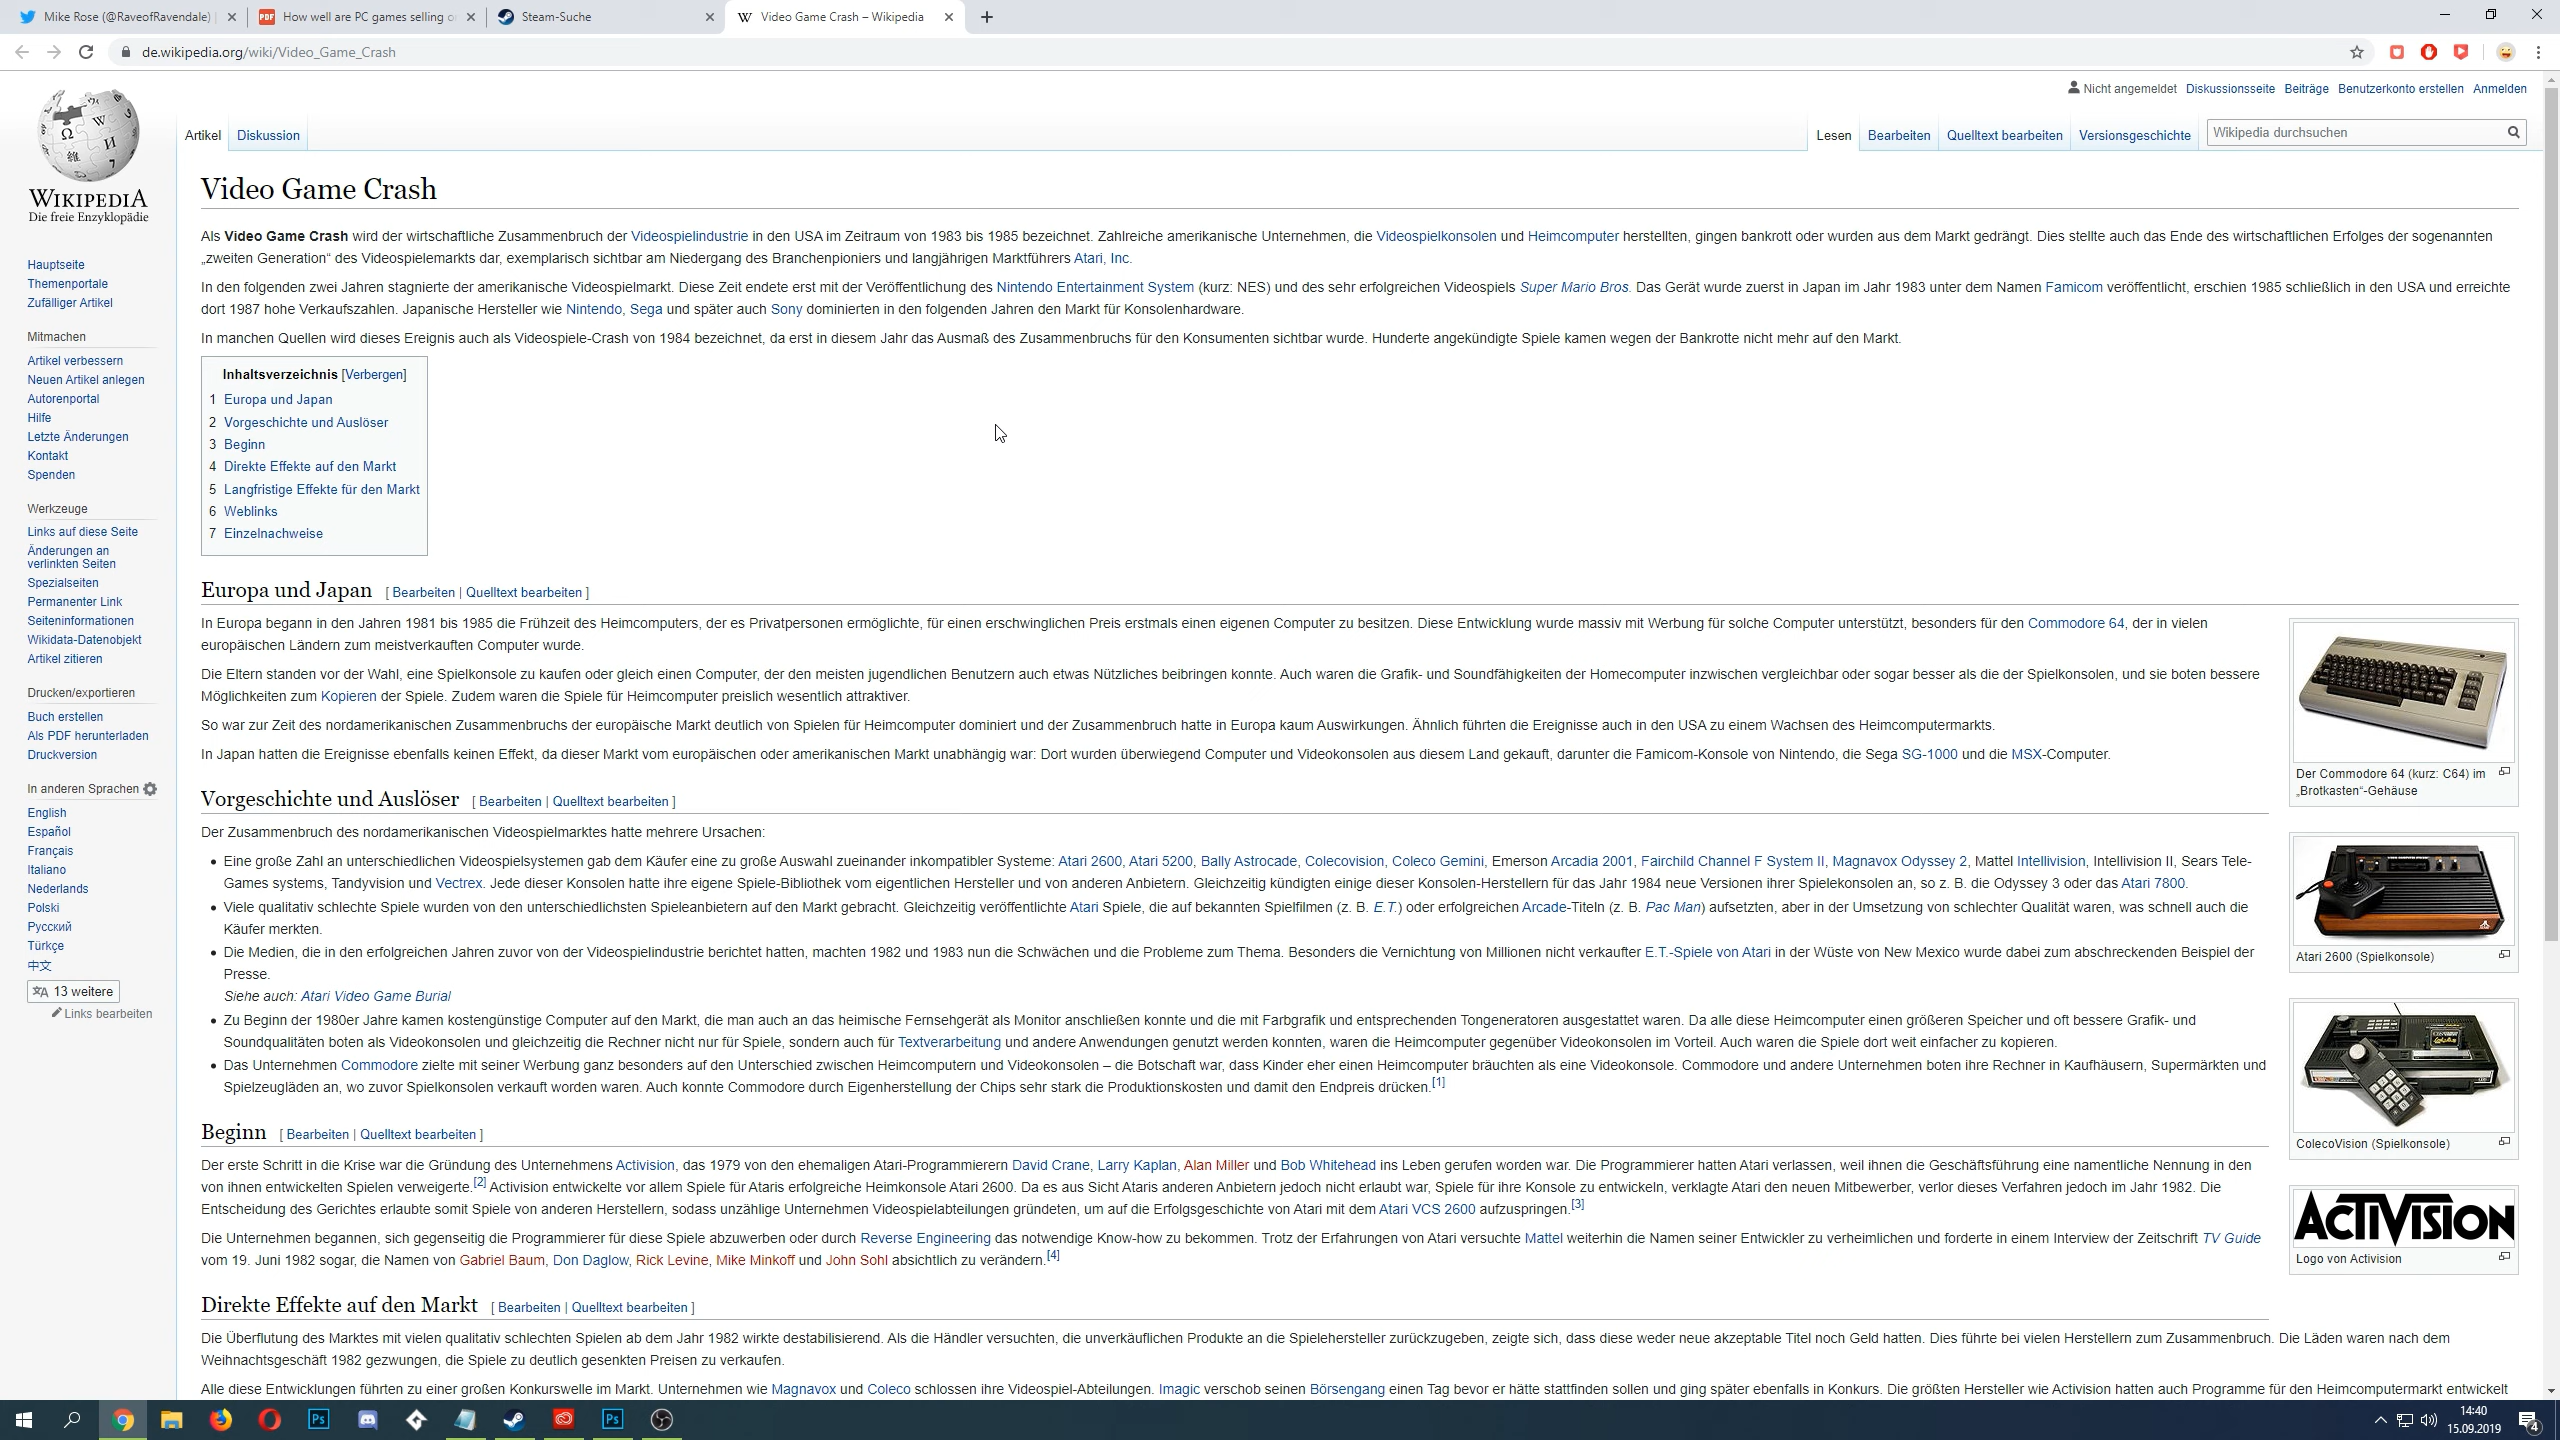 Mike Rose (@RaveofRavendale) |
How well are PC games selling o
Steam-Suche
Video Game Crash – Wikipedia
de.wikipedia.org/wiki/Video_Game_Crash
Nicht angemeldet Diskussionsseite Beiträge Benutzerkonto erstellen Anmelden
Artikel Diskussion
Lesen Bearbeiten Quelltext bearbeiten Versionsgeschichte Wikipedia durchsuchen
WIKIPEDIA
Die freie Enzyklopädie
Hauptseite
Themenportale
Zufälliger Artikel
Mitmachen
Artikel verbessern
Neuen Artikel anlegen
Autorenportal
Hilfe
Letzte Änderungen
Kontakt
Spenden
Werkzeuge
Links auf diese Seite
Änderungen an
verlinkten Seiten
Spezialseiten
Permanenter Link
Seiteninformationen
Wikidata-Datenobjekt
Artikel zitieren
Drucken/exportieren
Buch erstellen
Als PDF herunterladen
Druckversion
In anderen Sprachen
English
Español
Français
Italiano
Nederlands
Polski
Русский
Türkçe
中文
13 weitere
Links bearbeiten
Video Game Crash
Als Video Game Crash wird der wirtschaftliche Zusammenbruch der Videospielindustrie in den USA im Zeitraum von 1983 bis 1985 bezeichnet. Zahlreiche amerikanische Unternehmen, die Videospielkonsolen und Heimcomputer herstellten, gingen bankrott oder wurden aus dem Markt gedrängt. Dies stellte auch das Ende des wirtschaftlichen Erfolges der sogenannten
„zweiten Generation“ des Videospielemarkts dar, exemplarisch sichtbar am Niedergang des Branchenpioniers und langjährigen Marktführers Atari, Inc.
In den folgenden zwei Jahren stagnierte der amerikanische Videospielmarkt. Diese Zeit endete erst mit der Veröffentlichung des Nintendo Entertainment System (kurz: NES) und des sehr erfolgreichen Videospiels Super Mario Bros. Das Gerät wurde zuerst in Japan im Jahr 1983 unter dem Namen Famicom veröffentlicht, erschien 1985 schließlich in den USA und erreichte
dort 1987 hohe Verkaufszahlen. Japanische Hersteller wie Nintendo, Sega und später auch Sony dominierten in den folgenden Jahren den Markt für Konsolenhardware.
In manchen Quellen wird dieses Ereignis auch als Videospiele-Crash von 1984 bezeichnet, da erst in diesem Jahr das Ausmaß des Zusammenbruchs für den Konsumenten sichtbar wurde. Hunderte angekündigte Spiele kamen wegen der Bankrotte nicht mehr auf den Markt.
Inhaltsverzeichnis [Verbergen]
1 Europa und Japan
2 Vorgeschichte und Auslöser
3 Beginn
4 Direkte Effekte auf den Markt
5 Langfristige Effekte für den Markt
6 Weblinks
7 Einzelnachweise
Europa und Japan [ Bearbeiten | Quelltext bearbeiten ]
In Europa begann in den Jahren 1981 bis 1985 die Frühzeit des Heimcomputers, der es Privatpersonen ermöglichte, für einen erschwinglichen Preis erstmals einen eigenen Computer zu besitzen. Diese Entwicklung wurde massiv mit Werbung für solche Computer unterstützt, besonders für den Commodore 64, der in vielen
europäischen Ländern zum meistverkauften Computer wurde.
Die Eltern standen vor der Wahl, eine Spielkonsole zu kaufen oder gleich einen Computer, der den meisten jugendlichen Benutzern auch etwas Nützliches beibringen konnte. Auch waren die Grafik- und Soundfähigkeiten der Homecomputer inzwischen vergleichbar oder sogar besser als die der Spielkonsolen, und sie boten bessere
Möglichkeiten zum Kopieren der Spiele. Zudem waren die Spiele für Heimcomputer preislich wesentlich attraktiver.
So war zur Zeit des nordamerikanischen Zusammenbruchs der europäische Markt deutlich von Spielen für Heimcomputer dominiert und der Zusammenbruch hatte in Europa kaum Auswirkungen. Ähnlich führten die Ereignisse auch in den USA zu einem Wachsen des Heimcomputermarkts.
In Japan hatten die Ereignisse ebenfalls keinen Effekt, da dieser Markt vom europäischen oder amerikanischen Markt unabhängig war: Dort wurden überwiegend Computer und Videokonsolen aus diesem Land gekauft, darunter die Famicom-Konsole von Nintendo, die Sega SG-1000 und die MSX-Computer.
Der Commodore 64 (kurz: C64) im
„Brotkasten“-Gehäuse
Vorgeschichte und Auslöser [ Bearbeiten | Quelltext bearbeiten ]
Der Zusammenbruch des nordamerikanischen Videospielmarktes hatte mehrere Ursachen:
• Eine große Zahl an unterschiedlichen Videospielsystemen gab dem Käufer eine zu große Auswahl zueinander inkompatibler Systeme: Atari 2600, Atari 5200, Bally Astrocade, Colecovision, Coleco Gemini, Emerson Arcadia 2001, Fairchild Channel F System II, Magnavox Odyssey 2, Mattel Intellivision, Intellivision II, Sears Tele-
Games systems, Tandyvision und Vectrex. Jede dieser Konsolen hatte ihre eigene Spiele-Bibliothek vom eigentlichen Hersteller und von anderen Anbietern. Gleichzeitig kündigten einige dieser Konsolen-Herstellern für das Jahr 1984 neue Versionen ihrer Spielekonsolen an, so z. B. die Odyssey 3 oder das Atari 7800.
• Viele qualitativ schlechte Spiele wurden von den unterschiedlichsten Spieleanbietern auf den Markt gebracht. Gleichzeitig veröffentlichte Atari Spiele, die auf bekannten Spielfilmen (z. B. E.T.) oder erfolgreichen Arcade-Titeln (z. B. Pac Man) aufsetzten, aber in der Umsetzung von schlechter Qualität waren, was schnell auch die
Käufer merkten.
• Die Medien, die in den erfolgreichen Jahren zuvor von der Videospielindustrie berichtet hatten, machten 1982 und 1983 nun die Schwächen und die Probleme zum Thema. Besonders die Vernichtung von Millionen nicht verkaufter E.T.-Spiele von Atari in der Wüste von New Mexico wurde dabei zum abschreckenden Beispiel der
Presse.
Siehe auch: Atari Video Game Burial
• Zu Beginn der 1980er Jahre kamen kostengünstige Computer auf den Markt, die man auch an das heimische Fernsehgerät als Monitor anschließen konnte und die mit Farbgrafik und entsprechenden Tongeneratoren ausgestattet waren. Da alle diese Heimcomputer einen größeren Speicher und oft bessere Grafik- und
Soundqualitäten boten als Videokonsolen und gleichzeitig die Rechner nicht nur für Spiele, sondern auch für Textverarbeitung und andere Anwendungen genutzt werden konnten, waren die Heimcomputer gegenüber Videokonsolen im Vorteil. Auch waren die Spiele dort weit einfacher zu kopieren.
• Das Unternehmen Commodore zielte mit seiner Werbung ganz besonders auf den Unterschied zwischen Heimcomputern und Videokonsolen – die Botschaft war, dass Kinder eher einen Heimcomputer bräuchten als eine Videokonsole. Commodore und andere Unternehmen boten ihre Rechner in Kaufhäusern, Supermärkten und
Spielzeugläden an, wo zuvor Spielkonsolen verkauft worden waren. Auch konnte Commodore durch Eigenherstellung der Chips sehr stark die Produktionskosten und damit den Endpreis drücken.[1]
Atari 2600 (Spielkonsole)
ColecoVision (Spielkonsole)
Beginn [ Bearbeiten | Quelltext bearbeiten ]
Der erste Schritt in die Krise war die Gründung des Unternehmens Activision, das 1979 von den ehemaligen Atari-Programmierern David Crane, Larry Kaplan, Alan Miller und Bob Whitehead ins Leben gerufen worden war. Die Programmierer hatten Atari verlassen, weil ihnen die Geschäftsführung eine namentliche Nennung in den
von ihnen entwickelten Spielen verweigerte.[2] Activision entwickelte vor allem Spiele für Ataris erfolgreiche Heimkonsole Atari 2600. Da es aus Sicht Ataris anderen Anbietern jedoch nicht erlaubt war, Spiele für ihre Konsole zu entwickeln, verklagte Atari den neuen Mitbewerber, verlor dieses Verfahren jedoch im Jahr 1982. Die
Entscheidung des Gerichtes erlaubte somit Spiele von anderen Herstellern, sodass unzählige Unternehmen Videospielabteilungen gründeten, um auf die Erfolgsgeschichte von Atari mit dem Atari VCS 2600 aufzuspringen.[3]
Die Unternehmen begannen, sich gegenseitig die Programmierer für diese Spiele abzuwerben oder durch Reverse Engineering das notwendige Know-how zu bekommen. Trotz der Erfahrungen von Atari versuchte Mattel weiterhin die Namen seiner Entwickler zu verheimlichen und forderte in einem Interview der Zeitschrift TV Guide
vom 19. Juni 1982 sogar, die Namen von Gabriel Baum, Don Daglow, Rick Levine, Mike Minkoff und John Sohl absichtlich zu verändern.[4]
ACTIVISION
Logo von Activision
Direkte Effekte auf den Markt [ Bearbeiten | Quelltext bearbeiten ]
Die Überflutung des Marktes mit vielen qualitativ schlechten Spielen ab dem Jahr 1982 wirkte destabilisierend. Als die Händler versuchten, die unverkäuflichen Produkte an die Spielehersteller zurückzugeben, zeigte sich, dass diese weder neue akzeptable Titel noch Geld hatten. Dies führte bei vielen Herstellern zum Zusammenbruch. Die Läden waren nach dem
Weihnachtsgeschäft 1982 gezwungen, die Spiele zu deutlich gesenkten Preisen zu verkaufen.
Alle diese Entwicklungen führten zu einer großen Konkurswelle im Markt. Unternehmen wie Magnavox und Coleco schlossen ihre Videospiel-Abteilungen. Imagic verschob seinen Börsengang einen Tag bevor er hätte stattfinden sollen und ging später ebenfalls in Konkurs. Die größten Hersteller wie Activision hatten auch Programme für den Heimcomputermarkt entwickelt
14:40
15.09.2019
4